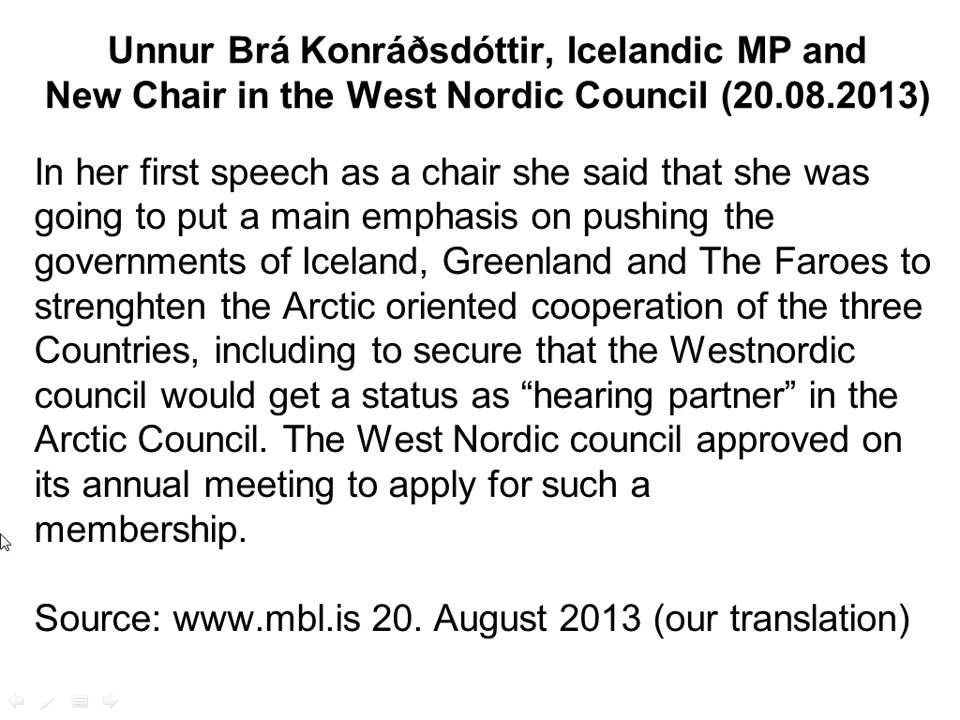 Unnur Brá Konráðsdóttir, Icelandic MP and
New Chair in the West Nordic Council (20.08.2013)
In her first speech as a chair she said that she was
going to put a main emphasis on pushing the
governments of Iceland, Greenland and The Faroes to
strenghten the Arctic oriented cooperation of the three
Countries, including to secure that the Westnordic
council would get a status as “hearing partner” in the
Arctic Council. The West Nordic council approved on
its annual meeting to apply for such a
membership.
Source: www.mbl.is 20. August 2013 (our translation)